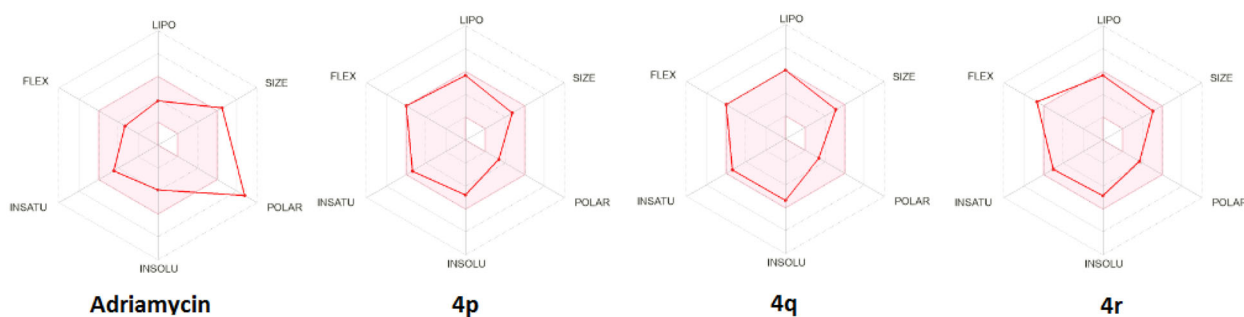 LIPO
FLEX
SIZE
INSATU
POLAR
INSOLU
Adriamycin
LIPO
FLEX
SIZE
INSATU
POLAR
INSOLU
4p
LIPO
FLEX
SIZE
INSATU
POLAR
INSOLU
4q
LIPO
FLEX
SIZE
INSATU
POLAR
INSOLU
4r